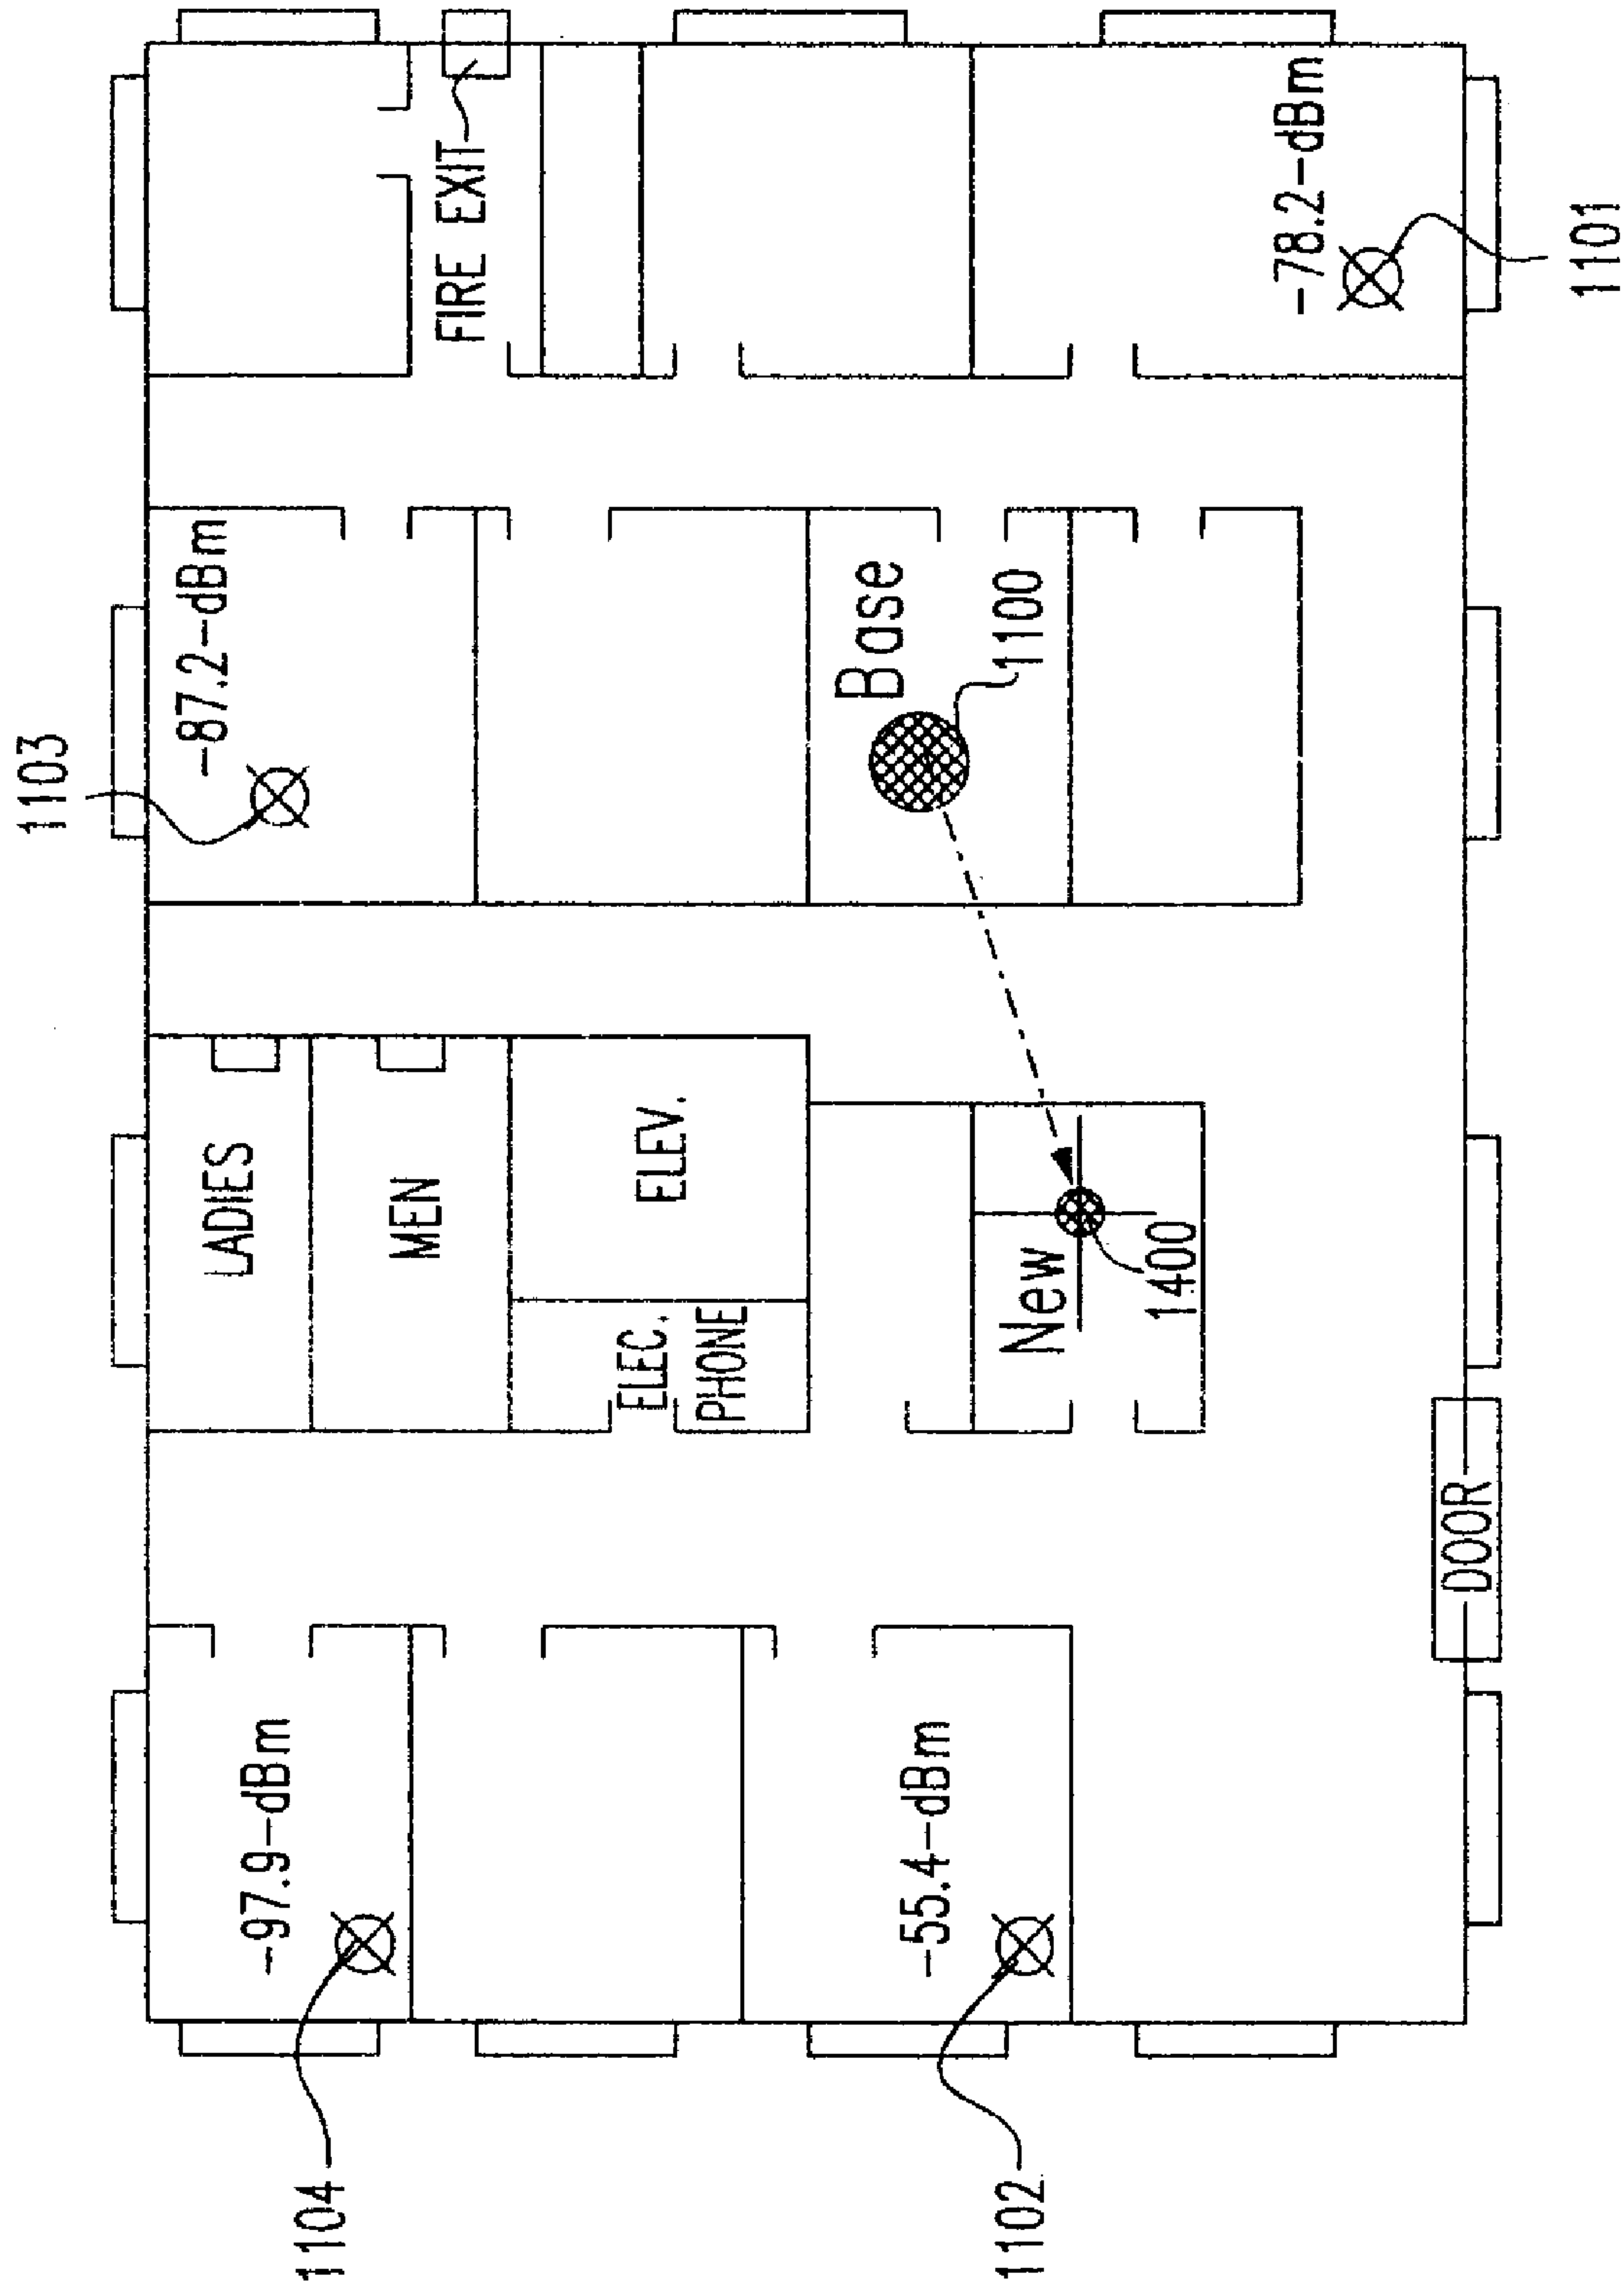 1104
1103
-97.9-dBm
LADIES
-87.2-dBm
MEN
FIRE EXIT
ELEC.
ELEV.
PHONE
-55.4-dBm
Base
1102
New
1100
1400
-78.2-dBm
DOOR
1101